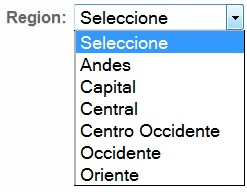 Region: Seleccione
Seleccione
Andes
Capital
Central
Centro Occidente
Occidente
Oriente